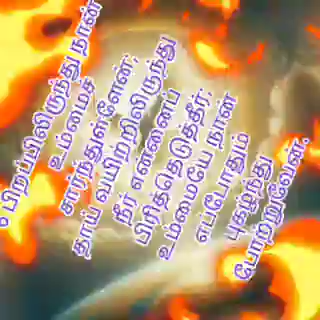 பிறப்பிலிருந்து நான்
உம்மைச்
சார்ந்துள்ளேன்;
தாய் வயிற்றிலிருந்து
நீர் என்னைப்
பிரித்தெடுத்தீர்;
உம்மையே நான்
எப்போதும்
புகழ்ந்து
போற்றுவேன்.